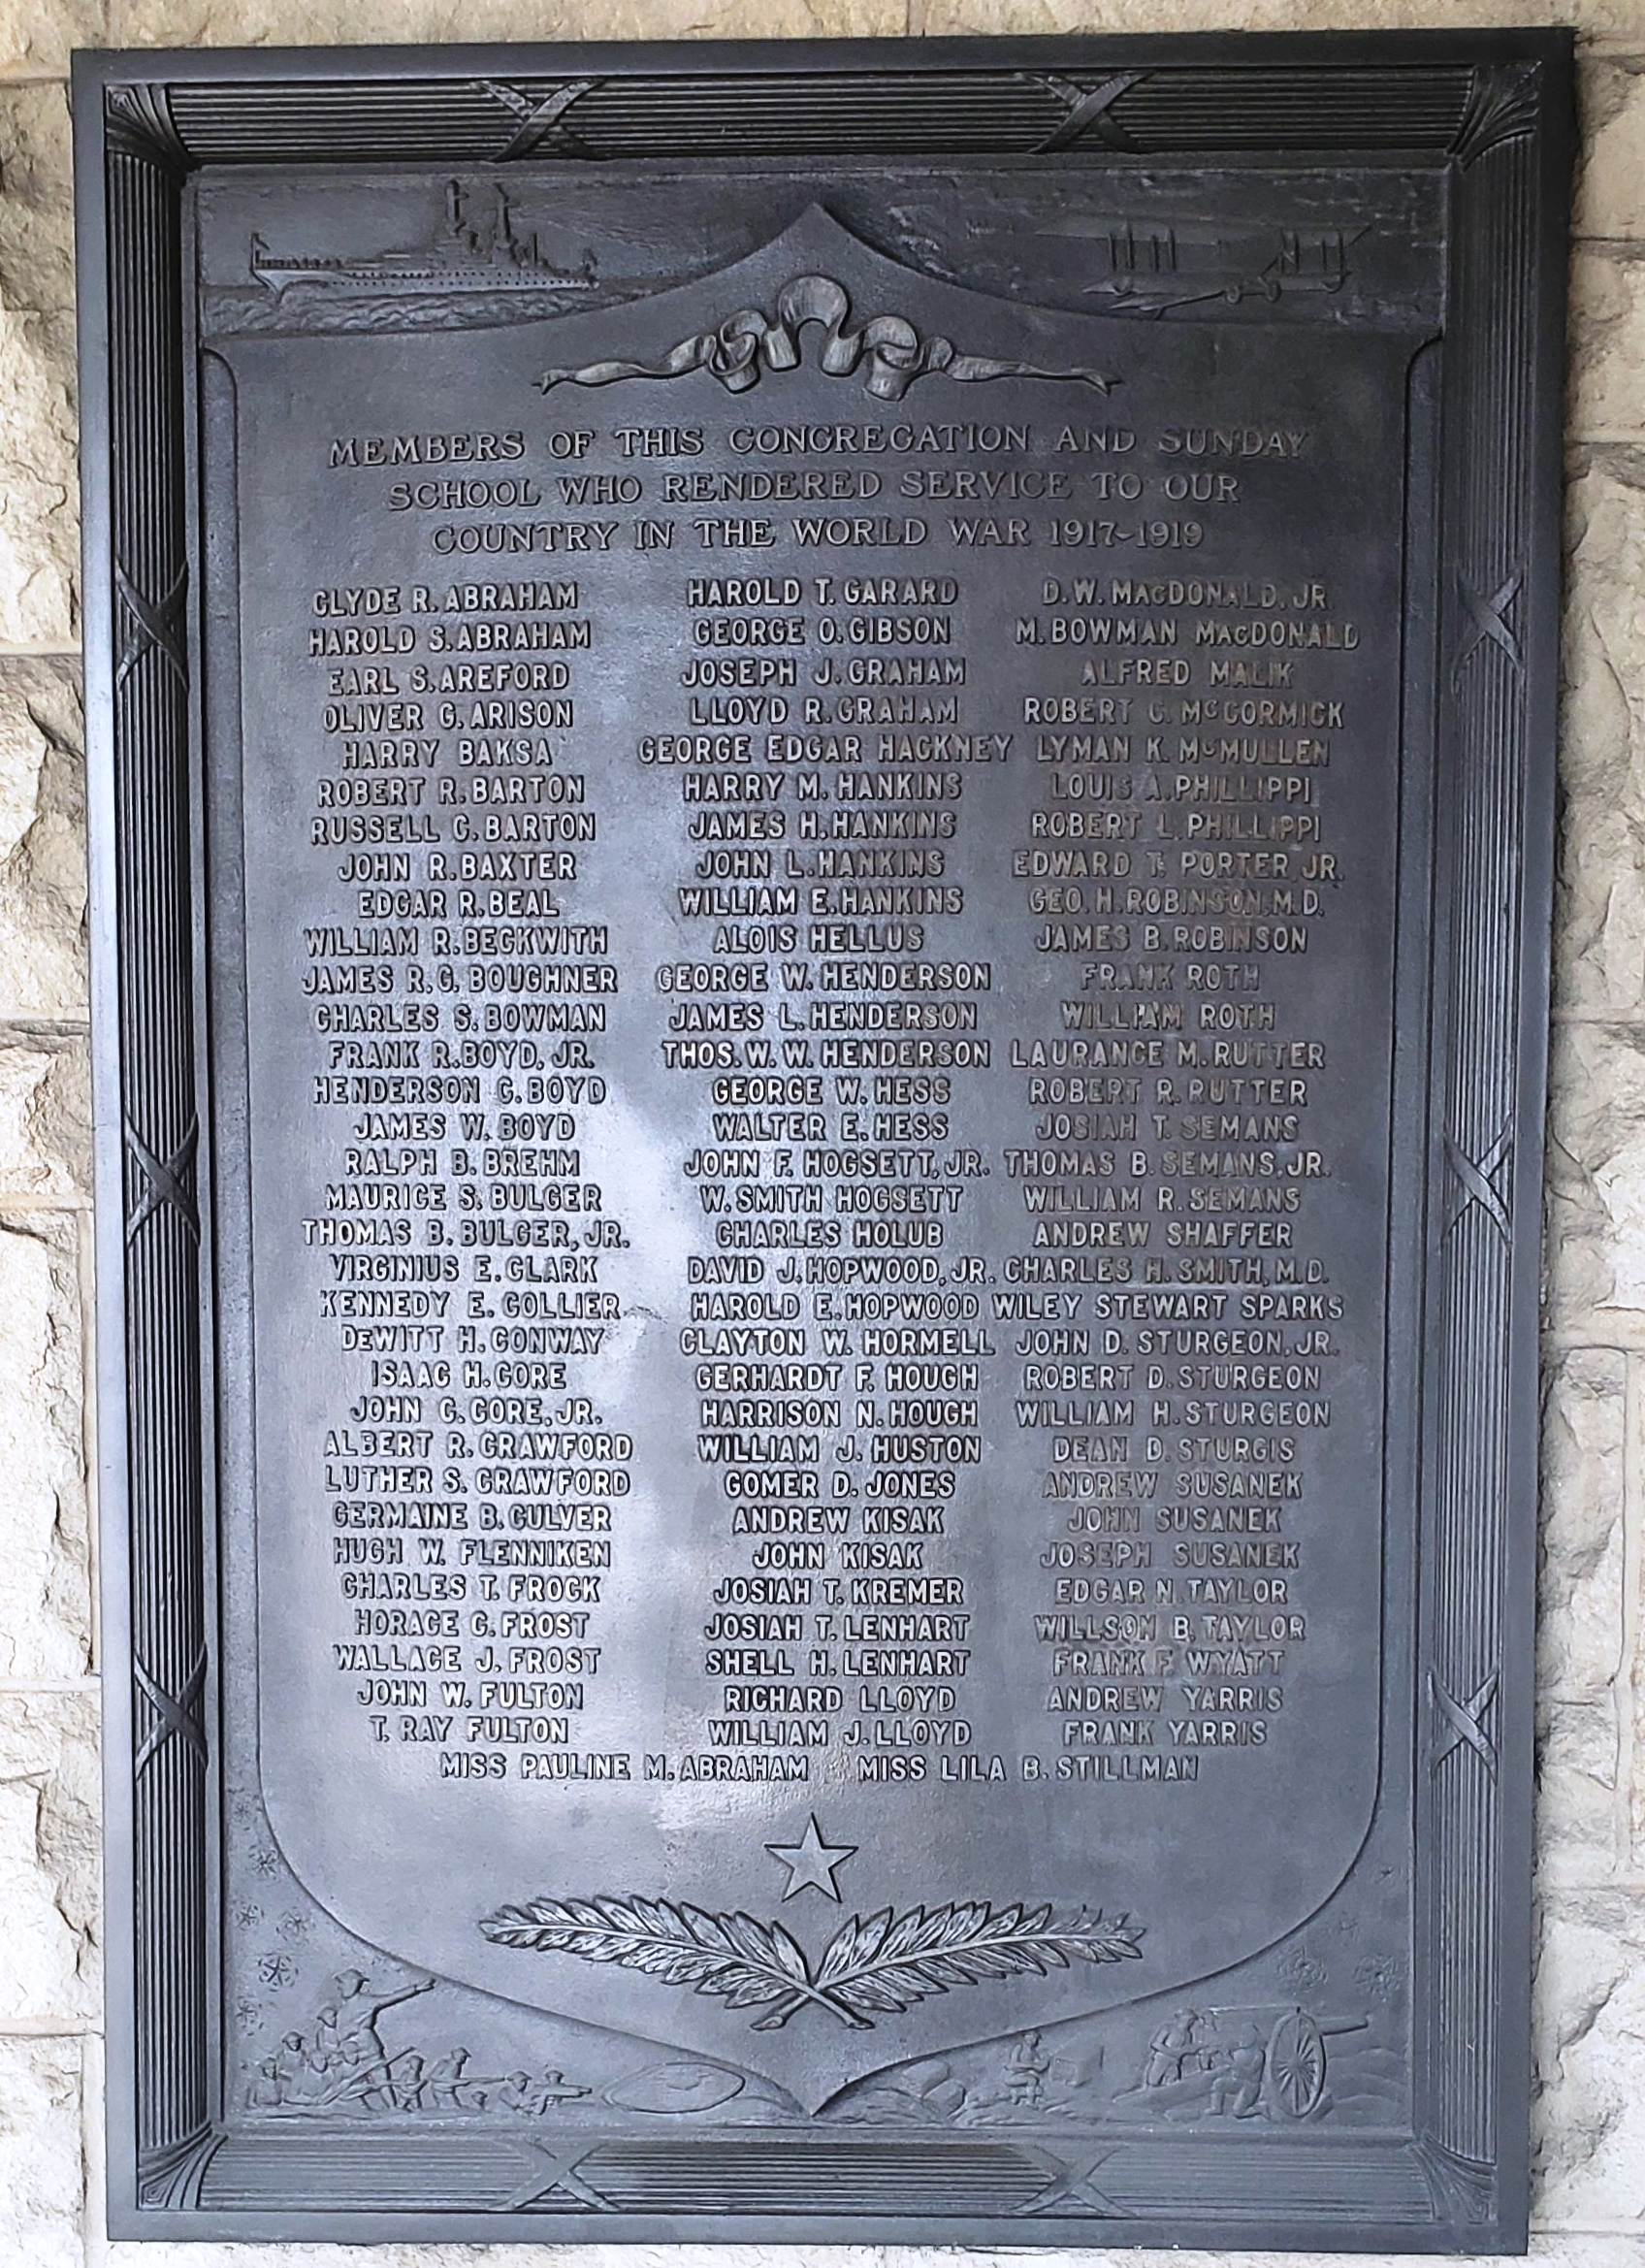 MEMBERS OF THIS CONGREGATION AND SUNDAY
SCHOOL WHO RENDERED SERVICE TO OUR
COUNTRY IN THE WORLD WAR 1917-1919
CLYDE R. ABRAHAM
HAROLD S. ABRAHAM
EARL S. AREFORD
OLIVER G. ARISON
HARRY BAKSA
ROBERT R. BARTON
RUSSELL C. BARTON
JOHN R. BAXTER
EDGAR R. BEAL
WILLIAM R. BECKWITH
JAMES R. G. BOUGHNER
CHARLES S. BOWMAN
FRANK R. BOYD, JR.
HENDERSON C. BOYD
JAMES W. BOYD
RALPH B. BREHM
MAURICE S. BULGER
THOMAS B. BULGER, JR.
VIRGINIUS E. CLARK
KENNEDY E. COLLIER
DeWITT H. CONWAY
ISAAC H. CORE
JOHN C. CORE, JR.
ALBERT R. CRAWFORD
LUTHER S. CRAWFORD
GERMAINE B. CULVER
HUGH W. FLENNIKEN
CHARLES T. FROCK
HORACE C. FROST
WALLACE J. FROST
JOHN W. FULTON
T. RAY FULTON
HAROLD T. GARARD
GEORGE O. GIBSON
JOSEPH J. GRAHAM
LLOYD R. GRAHAM
GEORGE EDGAR HACKNEY
HARRY M. HANKINS
JAMES H. HANKINS
JOHN L. HANKINS
WILLIAM E. HANKINS
ALOIS HELLUS
GEORGE W. HENDERSON
JAMES L. HENDERSON
THOS. W. W. HENDERSON
GEORGE W. HESS
WALTER E. HESS
JOHN F. HOGSETT, JR.
W. SMITH HOGSETT
CHARLES HOLUB
DAVID J. HOPWOOD, JR.
HAROLD E. HOPWOOD
CLAYTON W. HORMELL
GERHARDT F. HOUGH
HARRISON N. HOUGH
WILLIAM J. HUSTON
GOMER D. JONES
ANDREW KISAK
JOHN KISAK
JOSIAH T. KREMER
JOSIAH T. LENHART
SHELL H. LENHART
RICHARD LLOYD
WILLIAM J. LLOYD
D. W. MacDONALD, JR.
M. BOWMAN MacDONALD
ALFRED MALIK
ROBERT C. McCORMICK
LYMAN K. McMULLEN
LOUIS A. PHILLIPPI
ROBERT L. PHILLIPPI
EDWARD T. PORTER, JR.
GEO. H. ROBINSON, M.D.
JAMES B. ROBINSON
FRANK ROTH
WILLIAM ROTH
LAURANCE M. RUTTER
ROBERT R. RUTTER
JOSIAH T. SEMANS
THOMAS B. SEMANS, JR.
WILLIAM R. SEMANS
ANDREW SHAFFER
CHARLES H. SMITH, M.D.
WILEY STEWART SPARKS
JOHN D. STURGEON, JR.
ROBERT D. STURGEON
WILLIAM H. STURGEON
DEAN D. STURGIS
ANDREW SUSANEK
JOHN SUSANEK
JOSEPH SUSANEK
EDGAR N. TAYLOR
WILLSON B. TAYLOR
FRANK F. WYATT
ANDREW YARRIS
FRANK YARRIS
MISS PAULINE M. ABRAHAM MISS LILA B. STILLMAN